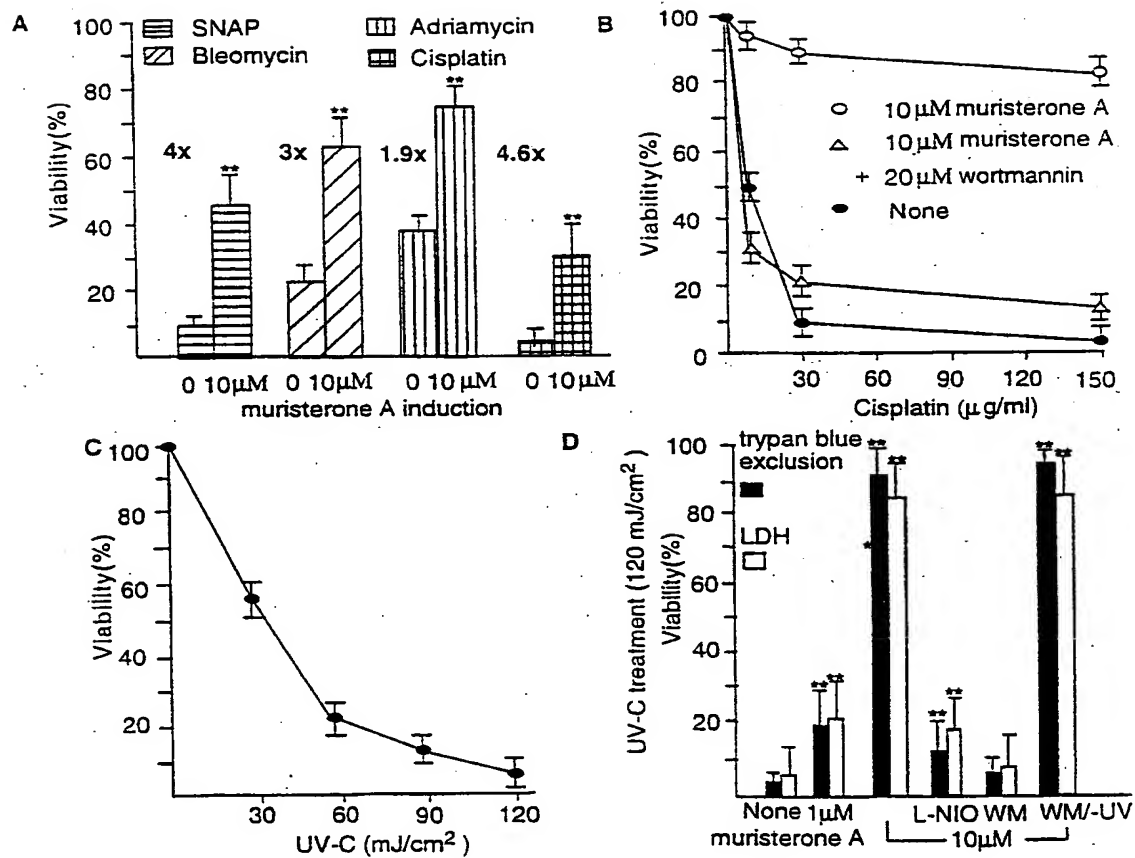 A
100
80
60
40
20
Viability(%)
SNAP
Bleomycin
Adriamycin
Cisplatin
4x
**
3x
**
1.9x
**
4.6x
**
0 10μM 0 10μM 0 10μM 0 10μM
muristerone A induction
B
100
80
60
40
20
0
Viability(%)
10μM muristerone A
10μM muristerone A
+ 20μM wortmannin
None
30 60 90 120 150
Cisplatin (μg/ml)
C
100
80
60
40
20
Viability(%)
30 60 90 120
UV-C (mJ/cm²)
D
100
80
60
40
20
UV-C treatment (120 mJ/cm²)
Viability(%)
trypan blue
exclusion
LDH
** **
*
** **
** **
** **
None 1μM L-NIO WM WM/-UV
muristerone A 10μM